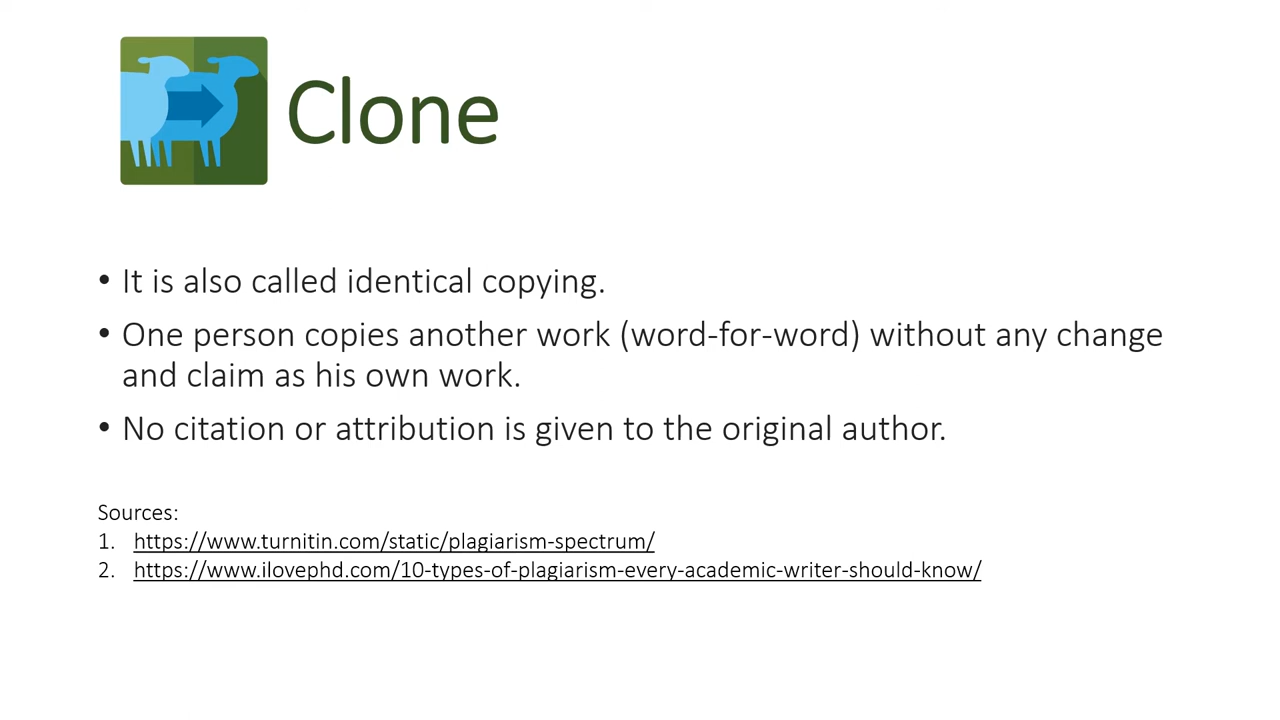 Clone
• It is also called identical copying.
• One person copies another work (word-for-word) without any change
and claim as his own work.
• No citation or attribution is given to the original author.
Sources:
1. https://www.turnitin.com/static/plagiarism-spectrum/
2. https://www.ilovephd.com/10-types-of-plagiarism-every-academic-writer-should-know/